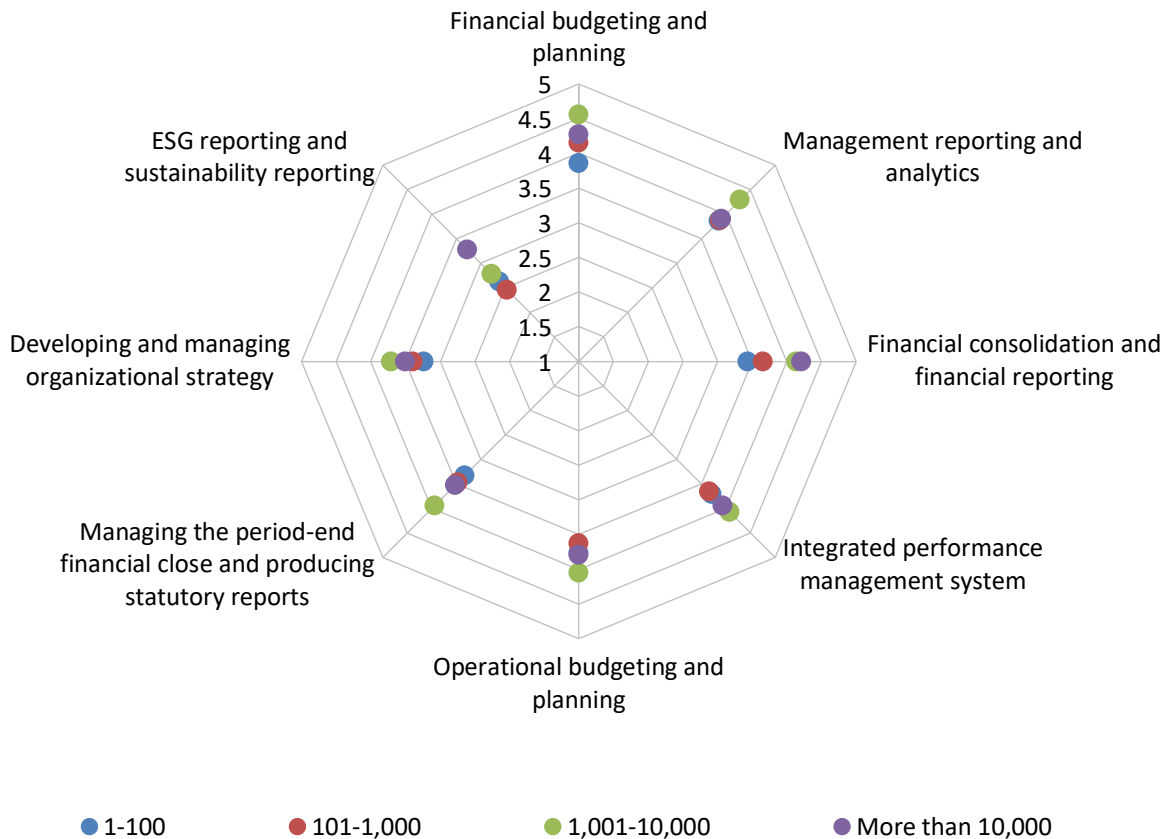 Financial budgeting and
planning
5
4.5
4
3.5
3
2.5
2
1.5
1
Management reporting and
analytics
Financial consolidation and
financial reporting
Integrated performance
management system
Operational budgeting and
planning
Managing the period-end
financial close and producing
statutory reports
Developing and managing
organizational strategy
ESG reporting and
sustainability reporting
1-100
101-1,000
1,001-10,000
More than 10,000